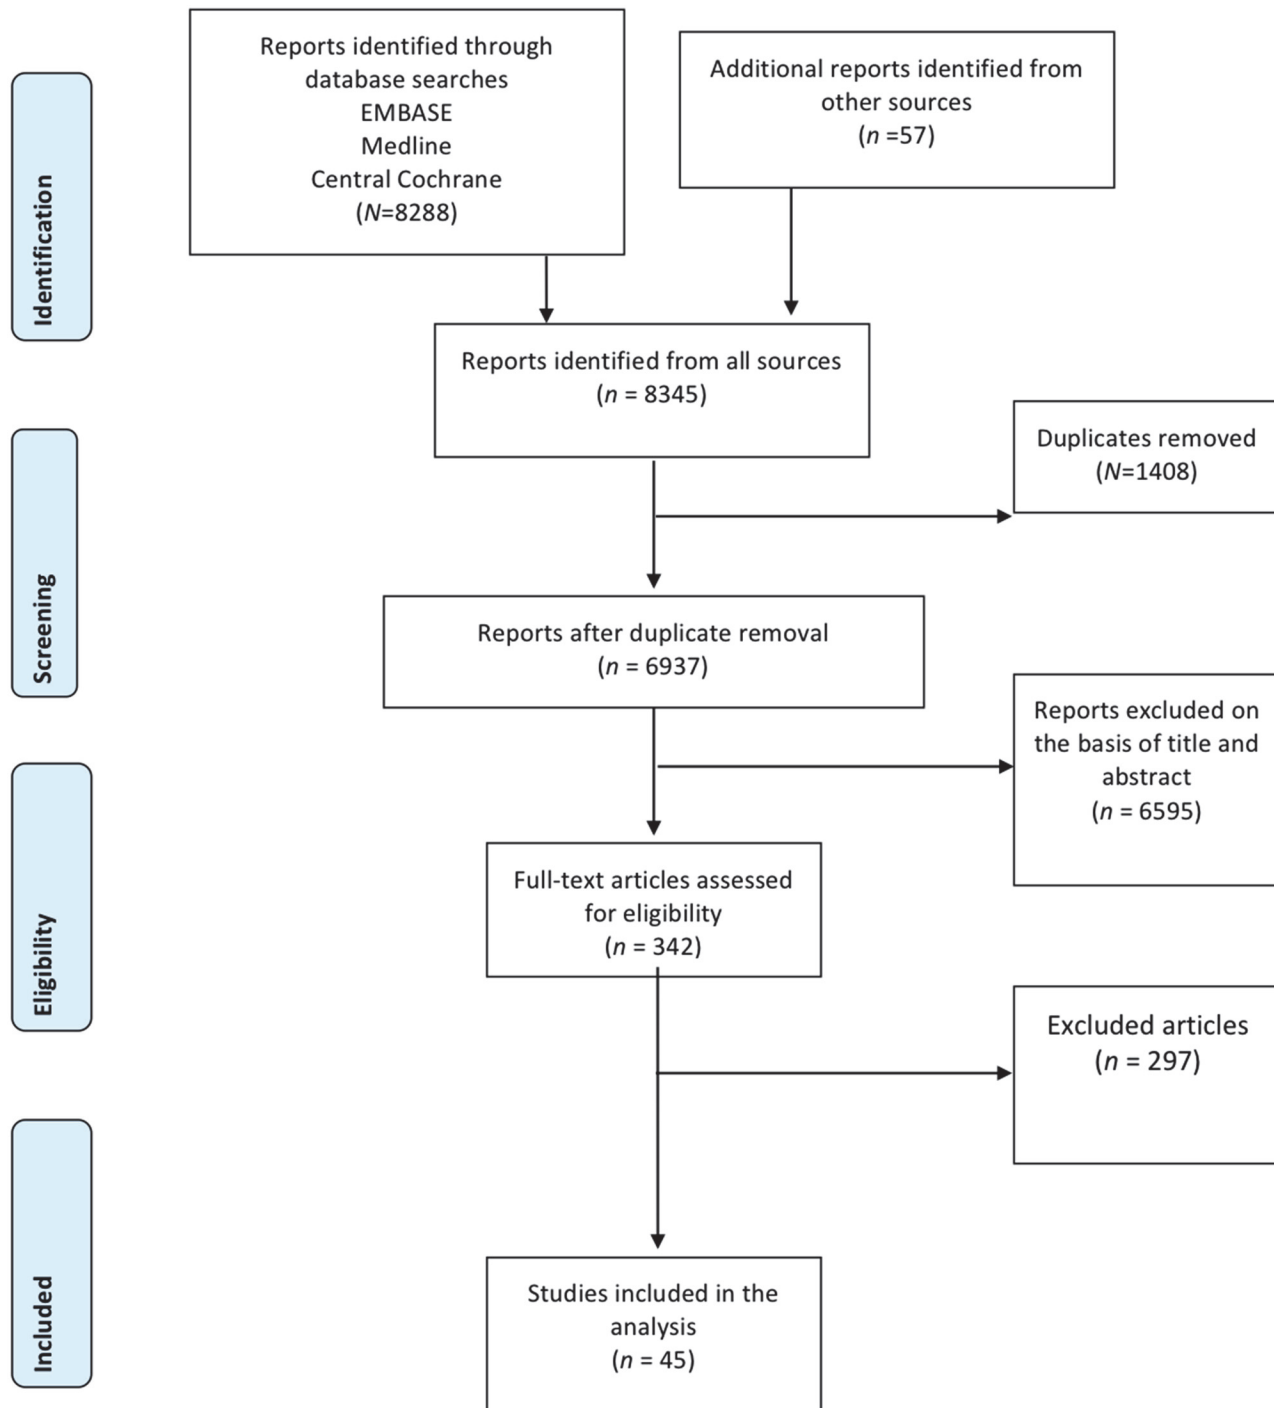 Identification
Reports identified through
database searches
EMBASE
Medline
Central Cochrane
(N=8288)
Additional reports identified from
other sources
(n =57)
Reports identified from all sources
(n = 8345)
Screening
Duplicates removed
(N=1408)
Reports after duplicate removal
(n = 6937)
Reports excluded on
the basis of title and
abstract
(n = 6595)
Eligibility
Full-text articles assessed
for eligibility
(n = 342)
Excluded articles
(n = 297)
Included
Studies included in the
analysis
(n = 45)